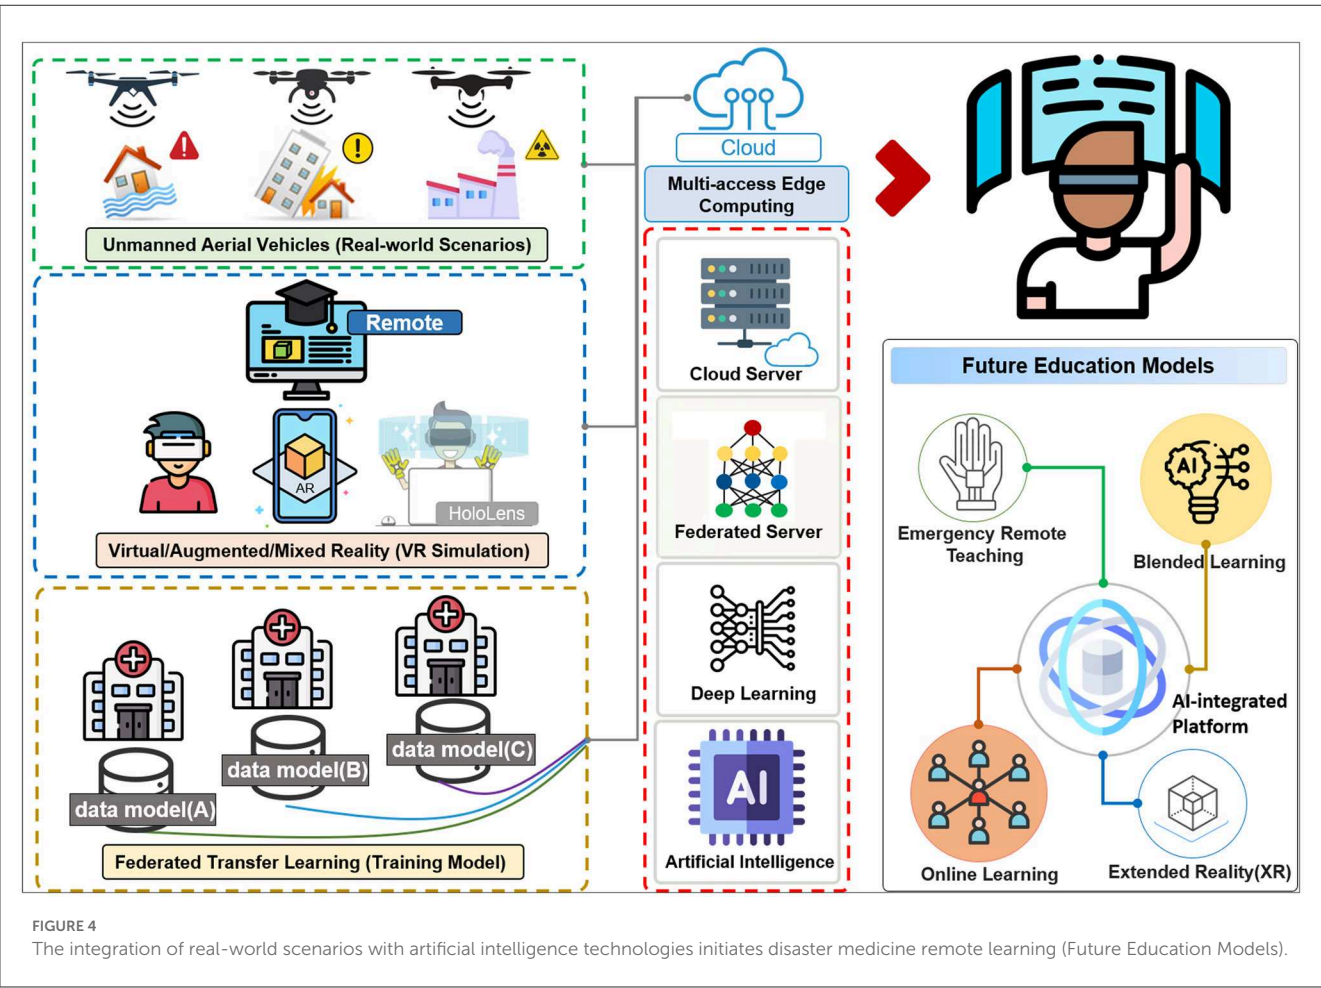 Unmanned Aerial Vehicles (Real-world Scenarios)
Remote
AR
HoloLens
Virtual/Augmented/Mixed Reality (VR Simulation)
data model(A)
data model(B)
data model(C)
Federated Transfer Learning (Training Model)
Cloud
Multi-access Edge
Computing
Cloud Server
Federated Server
Deep Learning
AI
Artificial Intelligence
Future Education Models
Emergency Remote
Teaching
AI
Blended Learning
AI-integrated
Platform
Online Learning
Extended Reality(XR)
FIGURE 4
The integration of real-world scenarios with artificial intelligence technologies initiates disaster medicine remote learning (Future Education Models).